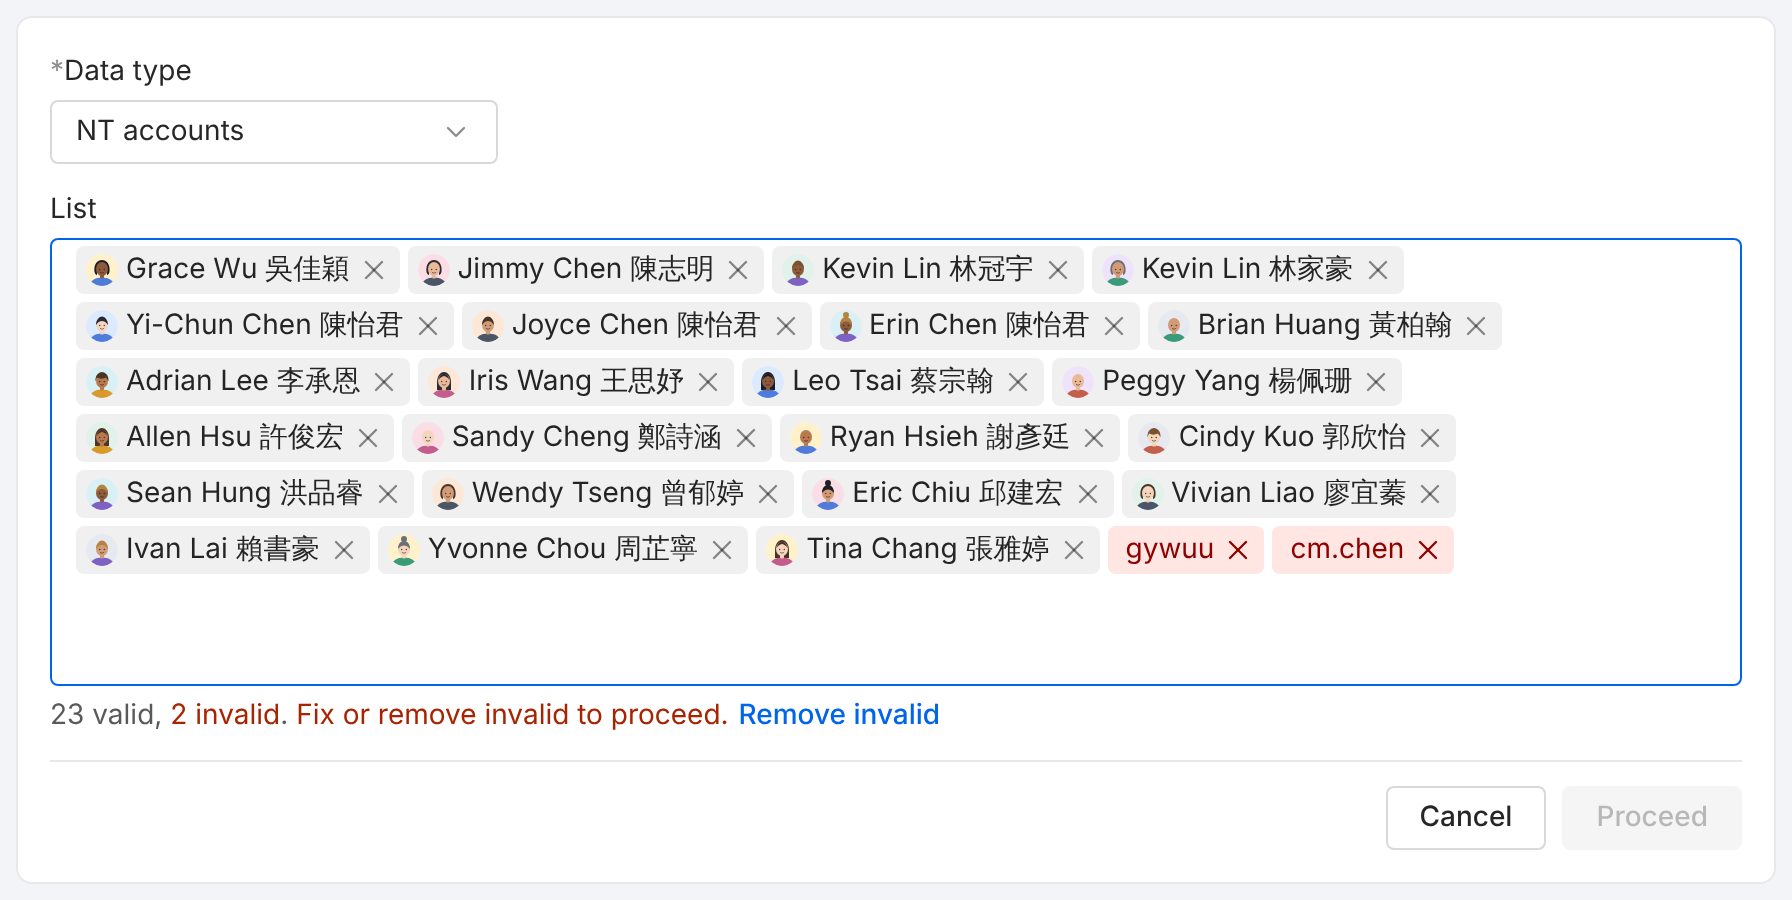 *Data type
NT accounts
List
Grace Wu 吳佳穎 Jimmy Chen 陳志明 Kevin Lin 林冠宇 Kevin Lin 林家豪
Yi-Chun Chen 陳怡君 Joyce Chen 陳怡君 Erin Chen 陳怡君 Brian Huang 黃柏翰
Adrian Lee 李承恩 Iris Wang 王思妤 Leo Tsai 蔡宗翰 Peggy Yang 楊佩珊
Allen Hsu 許俊宏 Sandy Cheng 鄭詩涵 Ryan Hsieh 謝彥廷 Cindy Kuo 郭欣怡
Sean Hung 洪品睿 Wendy Tseng 曾郁婷 Eric Chiu 邱建宏 Vivian Liao 廖宜蓁
Ivan Lai 賴書豪 Yvonne Chou 周芷寧 Tina Chang 張雅婷 gywuu cm.chen
23 valid, 2 invalid. Fix or remove invalid to proceed. Remove invalid
Cancel Proceed